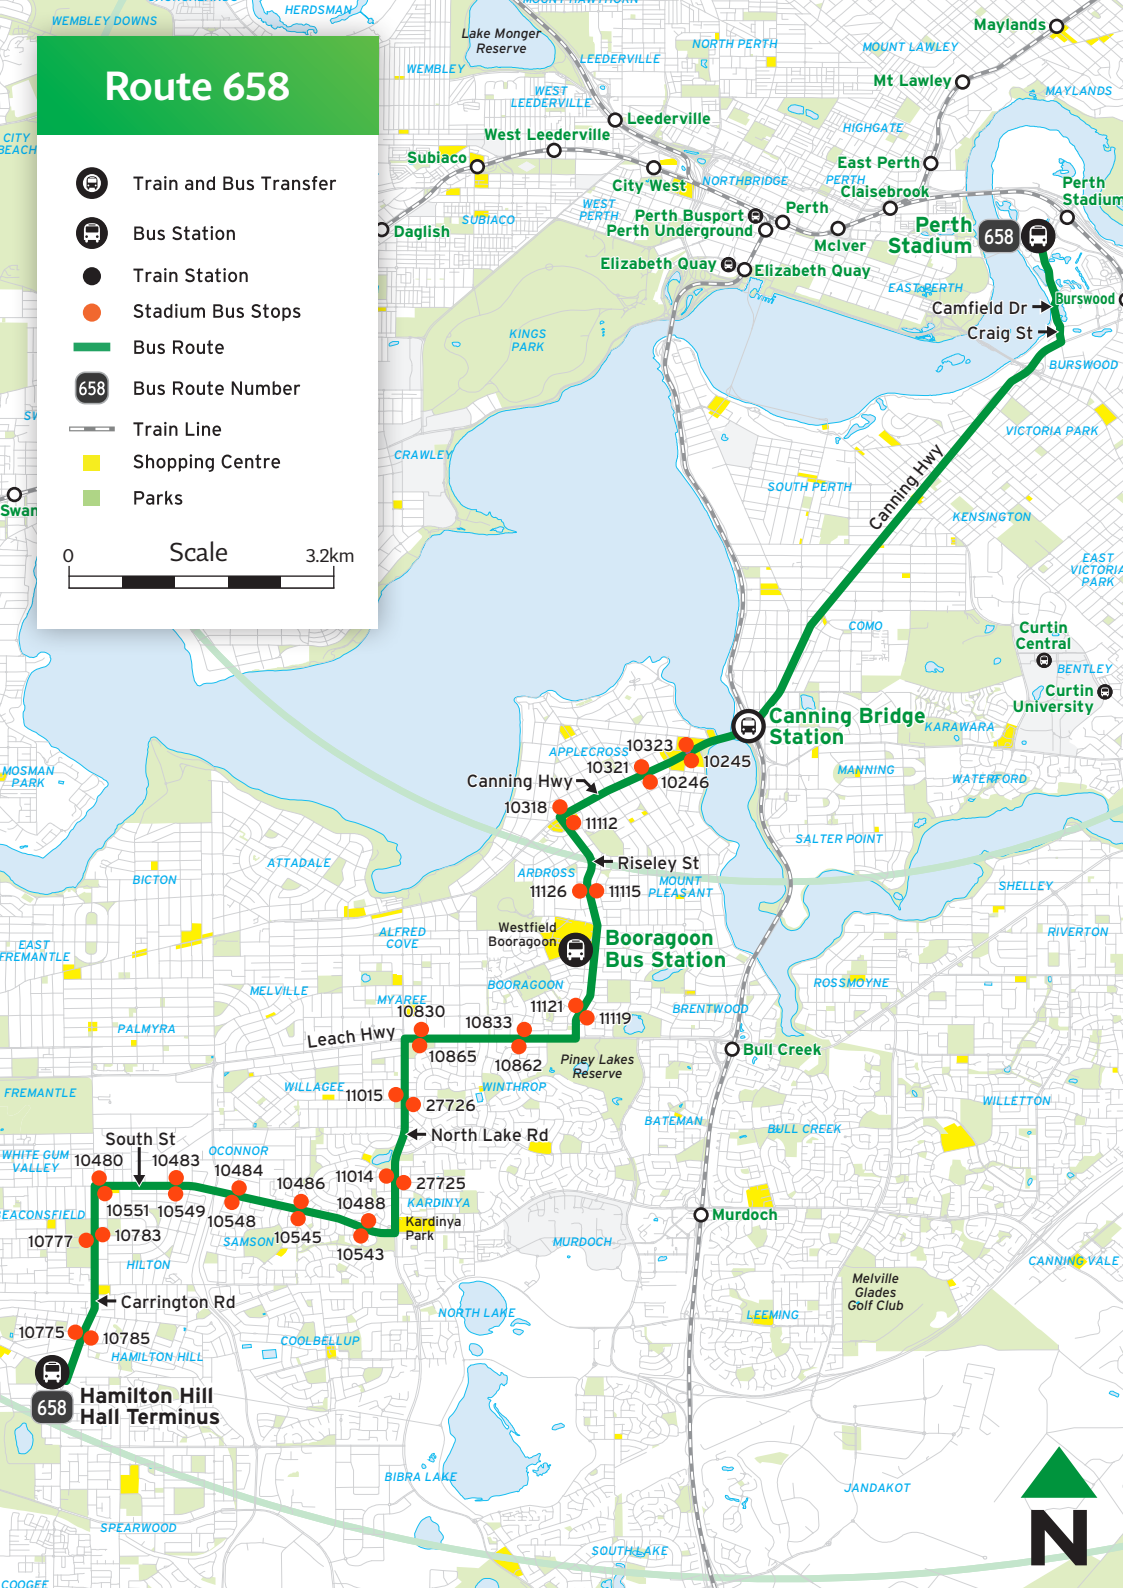 Route 658
Train and Bus Transfer
Bus Station
Train Station
Stadium Bus Stops
Bus Route
658
Bus Route Number
Train Line
Shopping Centre
Parks
0
Scale
3.2km
WEMBLEY DOWNS
HERDSMAN
Lake Monger
Reserve
WEMBLEY
LEEDERVILLE
NORTH PERTH
MOUNT LAWLEY
Maylands
Mt Lawley
MAYLANDS
WEST
LEEDERVILLE
CITY
BEACH
Leederville
West Leederville
HIGHGATE
Subiaco
City West
East Perth
NORTHBRIDGE
PERTH
Claisebrook
Perth
Stadium
SUBIACO
WEST
PERTH
Perth Busport
Perth Underground
Perth
McIver
Daglish
Perth
Stadium
658
Elizabeth Quay
Elizabeth Quay
EAST PERTH
Camfield Dr
Burswood
Craig St
KINGS
PARK
BURSWOOD
VICTORIA PARK
CRAWLEY
Canning Hwy
SOUTH PERTH
Swan
KENSINGTON
EAST
VICTORIA
PARK
COMO
Curtin
Central
BENTLEY
Curtin
University
Canning Bridge
Station
KARAWARA
10323
APPLECROSS
10245
10321
10246
MOSMAN
PARK
Canning Hwy
MANNING
WATERFORD
10318
11112
SALTER POINT
Riseley St
ATTADALE
BICTON
ARDROSS
MOUNT
PLEASANT
11126
11115
SHELLEY
Westfield
Booragoon
Booragoon
Bus Station
ALFRED
COVE
EAST
FREMANTLE
RIVERTON
BOORAGOON
ROSSMOYNE
MELVILLE
MYAREE
10830
11121
11119
BRENTWOOD
PALMYRA
Leach Hwy
10833
10865
10862
Piney Lakes
Reserve
Bull Creek
FREMANTLE
WILLAGEE
11015
27726
WINTHROP
WILLETTON
BATEMAN
BULL CREEK
North Lake Rd
South St
WHITE GUM
VALLEY
10480
10483
OCONNOR
10484
11014
27725
10486
10488
KARDINYA
10551
10549
10548
BEACONSFIELD
Kardinya
Park
Murdoch
10777
10783
SAMSON
10545
10543
MURDOCH
HILTON
CANNING VALE
Carrington Rd
Melville
Glades
Golf Club
NORTH LAKE
LEEMING
10775
10785
COOLBELLUP
HAMILTON HILL
Hamilton Hill
Hall Terminus
658
BIBRA LAKE
JANDAKOT
SPEARWOOD
SOUTH LAKE
COOGEE
N